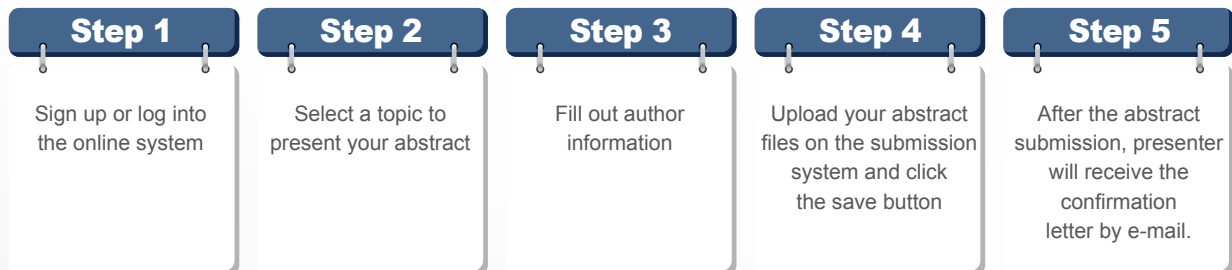 Step 1
Sign up or log into
the online system
Step 2
Select a topic to
present your abstract
Step 3
Fill out author
information
Step 4
Upload your abstract
files on the submission
system and click
the save button
Step 5
After the abstract
submission, presenter
will receive the
confirmation
letter by e-mail.